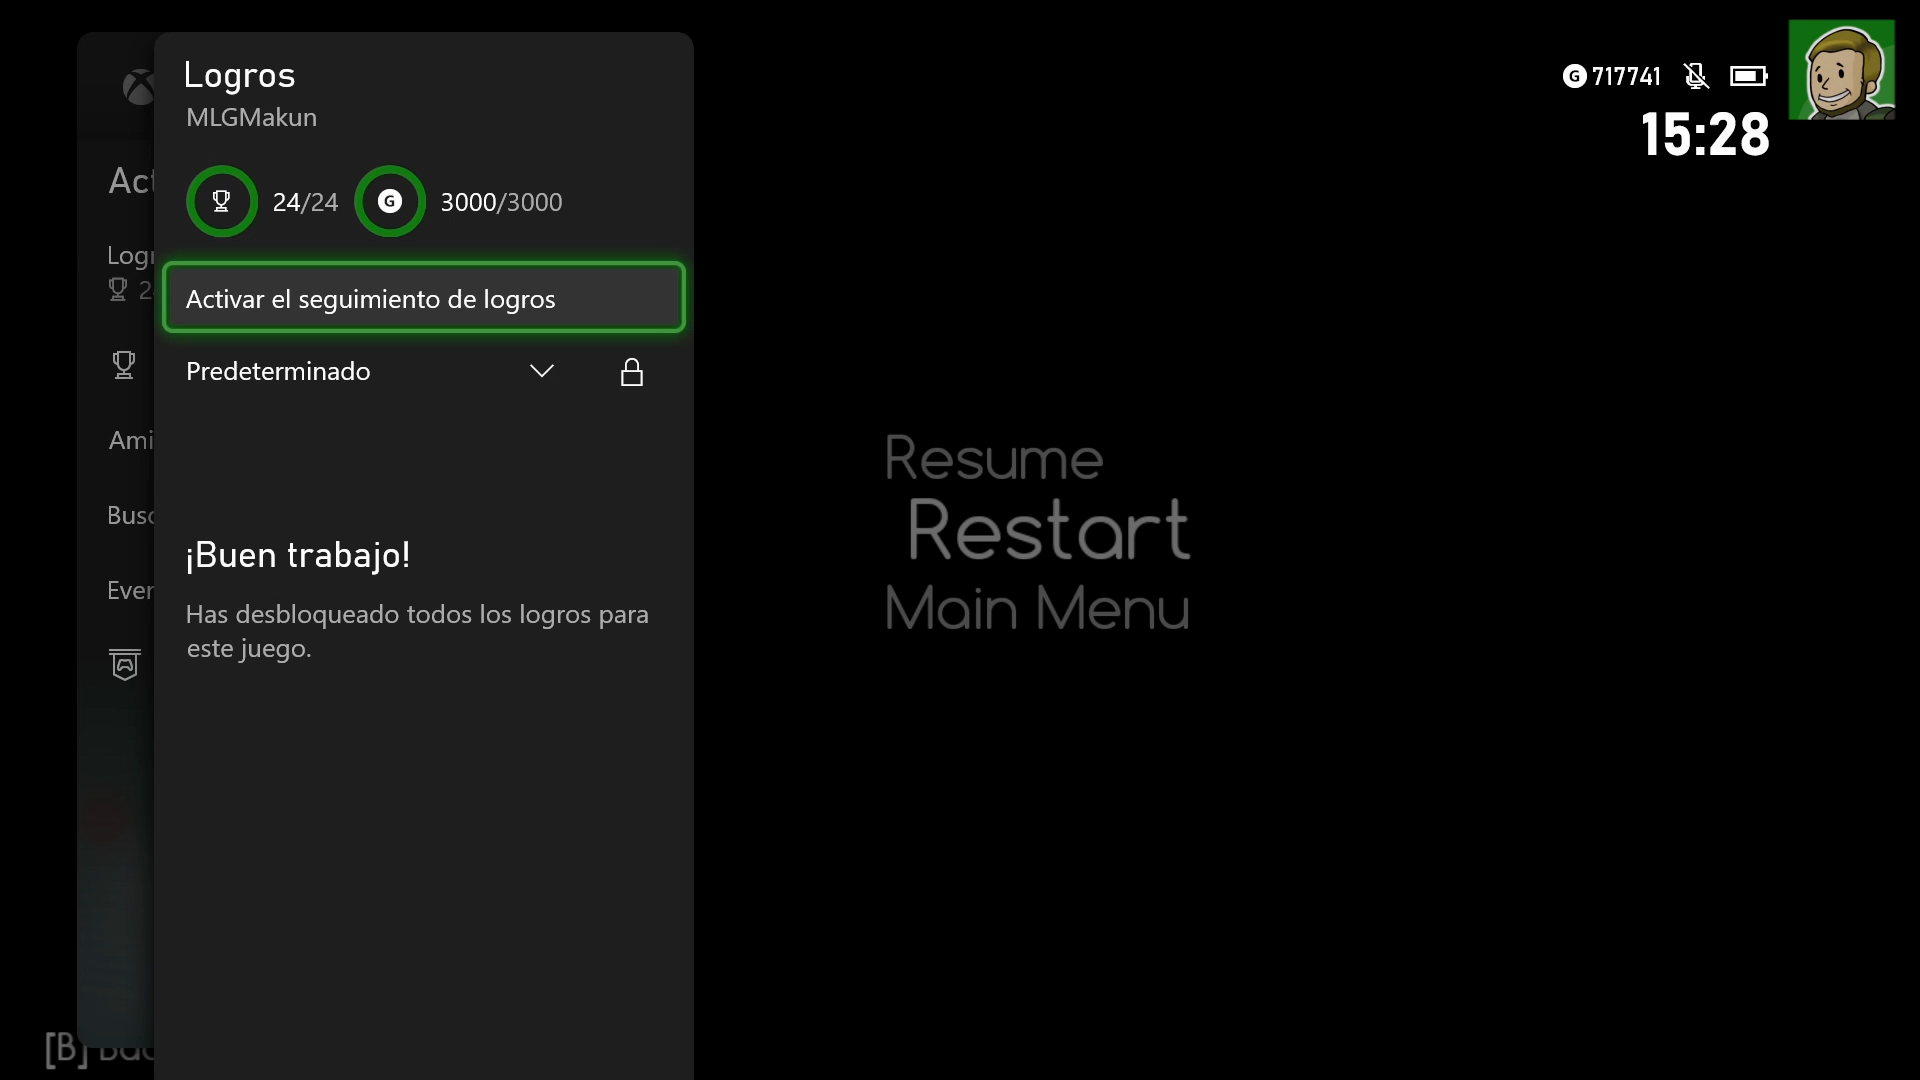 Logros
MLGMakun
24/24
3000/3000
Activar el seguimiento de logros
Predeterminado
¡Buen trabajo!
Has desbloqueado todos los logros para
este juego.
Resume
Restart
Main Menu
717741
15:28
[B]